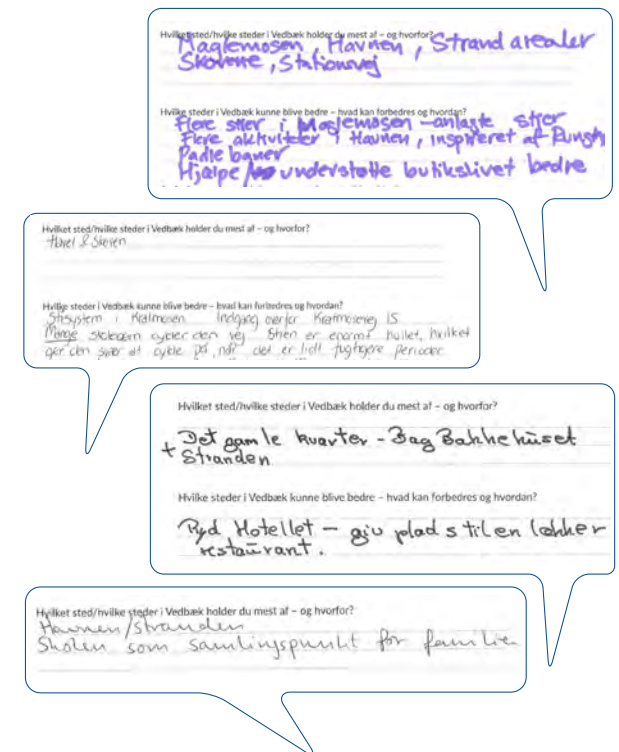 Hvilket sted/hvilke steder i Vedbæk holder du mest af – og hvorfor?
Maglemosen, Havnen, Strand arealer
Skovene, Stationsvej
Hvilke steder i Vedbæk kunne blive bedre – hvad kan forbedres og hvordan?
Flere stier i Maglemosen - anlagte stier
Flere aktiviteter i Havnen, inspireret af Rungst
Padle baner
Hjælpe understøtte butikslivet bedre
Hvilket sted/hvilke steder i Vedbæk holder du mest af – og hvorfor?
Havet & Skoven
Hvilke steder i Vedbæk kunne blive bedre – hvad kan forbedres og hvordan?
Stisystem i Kratmosen Indgang overfor Kratmosevej 15
Mange skolebørn cykler den vej. Stien er enormt hullet, hvilket
gør den svær at cykle på, når det er lidt fugtigere perioder
Hvilket sted/hvilke steder i Vedbæk holder du mest af – og hvorfor?
Det gamle kvarter - Bag Bakkehuset
+ Stranden
Hvilke steder i Vedbæk kunne blive bedre – hvad kan forbedres og hvordan?
Ryd Hotellet – giv plads til en lækker
restaurant.
Hvilket sted/hvilke steder i Vedbæk holder du mest af – og hvorfor?
Havnen/Stranden
Skolen som samlingspunkt for familien